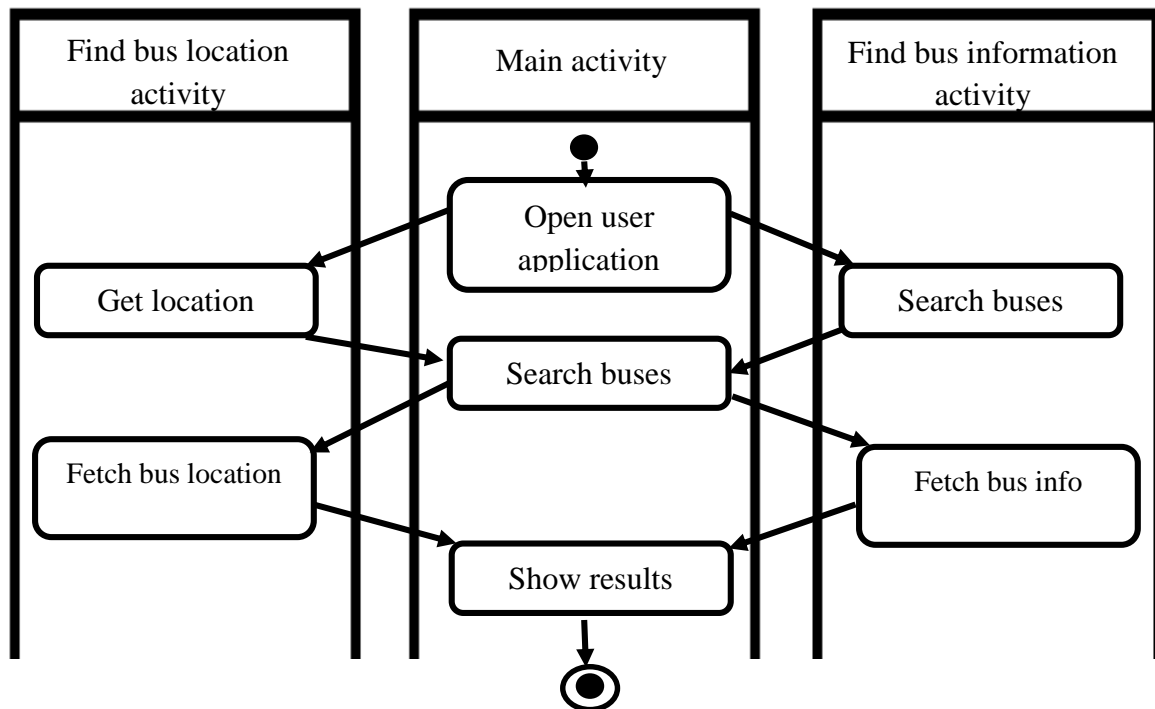 Find bus location
activity
Main activity
Find bus information
activity
Open user
application
Get location
Search buses
Search buses
Fetch bus location
Fetch bus info
Show results